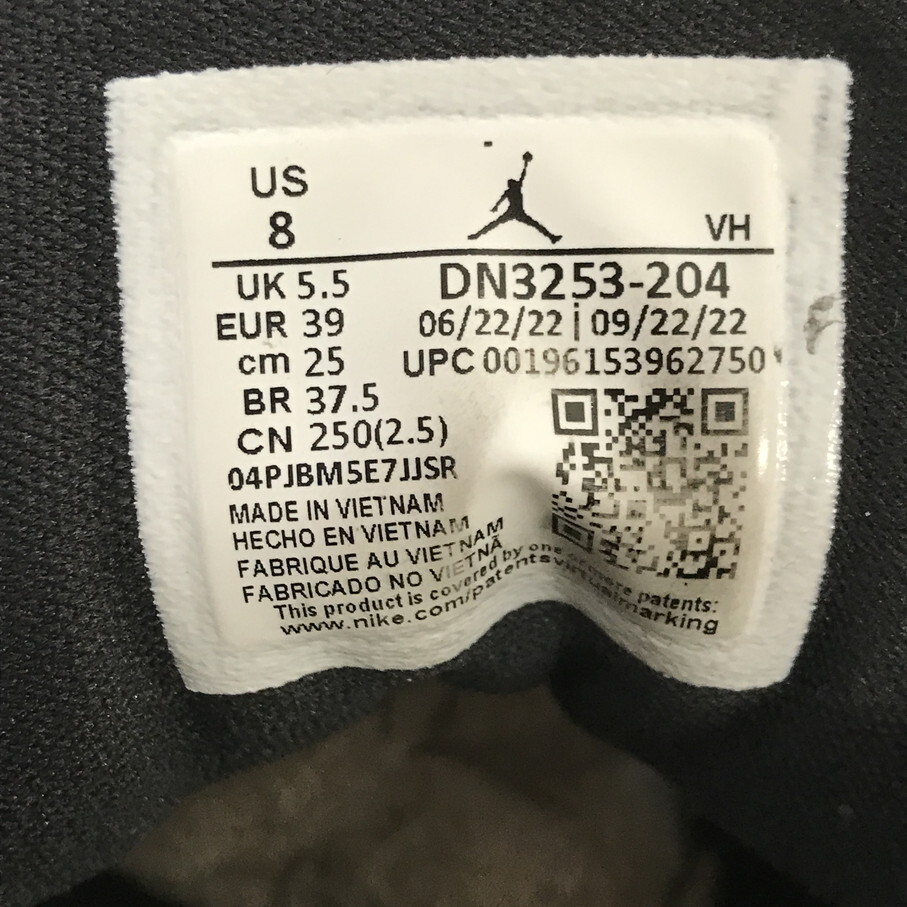 US
8
VH
UK 5.5
EUR 39
cm 25
BR 37.5
CN 250(2.5)
DN3253-204
06/22/22 | 09/22/22
UPC 00196153962750
04PJBM5E7JJSR
MADE IN VIETNAM
HECHO EN VIETNAM
FABRIQUE AU VIETNAM
FABRICADO NO VIETNÃ
This product is covered by one or more patents:
www.nike.com/patentsvirtualmarking